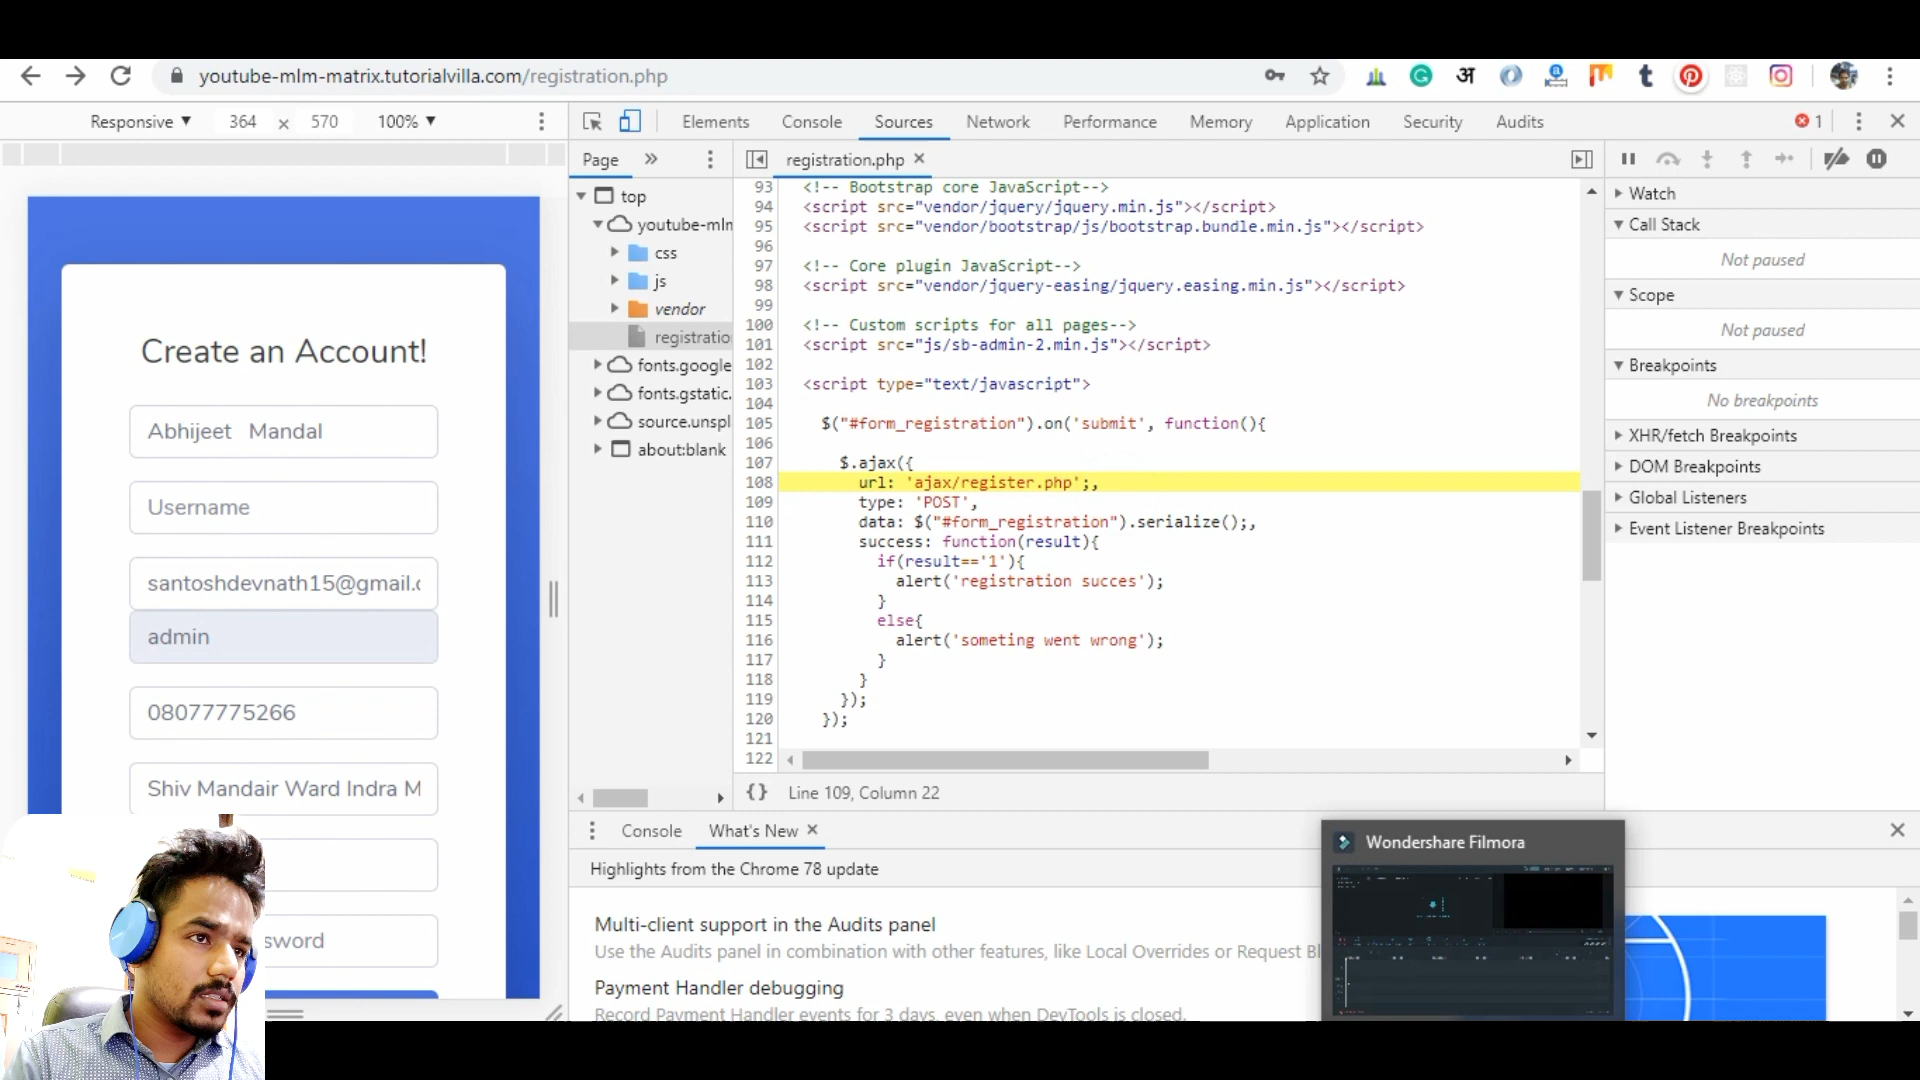 youtube-mlm-matrix.tutorialvilla.com/registration.php
अ
Responsive 364 x 570 100%
Elements Console Sources Network Performance Memory Application Security Audits 1
Page » registration.php
top
youtube-mlm
css
js
vendor
registratio
fonts.google
fonts.gstatic.
source.unspl
about:blank
93 <!-- Bootstrap core JavaScript-->
94 <script src="vendor/jquery/jquery.min.js"></script>
95 <script src="vendor/bootstrap/js/bootstrap.bundle.min.js"></script>
96
97 <!-- Core plugin JavaScript-->
98 <script src="vendor/jquery-easing/jquery.easing.min.js"></script>
99
100 <!-- Custom scripts for all pages-->
101 <script src="js/sb-admin-2.min.js"></script>
102
103 <script type="text/javascript">
104
105 $("#form_registration").on('submit', function(){
106
107 $.ajax({
108 url: 'ajax/register.php';,
109 type: 'POST',
110 data: $("#form_registration").serialize();,
111 success: function(result){
112 if(result=='1'){
113 alert('registration succes');
114 }
115 else{
116 alert('someting went wrong');
117 }
118 }
119 });
120 });
121
122
{} Line 109, Column 22
Watch
Call Stack
Not paused
Scope
Not paused
Breakpoints
No breakpoints
XHR/fetch Breakpoints
DOM Breakpoints
Global Listeners
Event Listener Breakpoints
Create an Account!
Abhijeet Mandal
Username
santoshdevnath15@gmail.c
admin
08077775266
Shiv Mandair Ward Indra M
sword
Console What's New
Highlights from the Chrome 78 update
Multi-client support in the Audits panel
Use the Audits panel in combination with other features, like Local Overrides or Request Bl
Payment Handler debugging
Record Payment Handler events for 3 days, even when DevTools is closed.
Wondershare Filmora